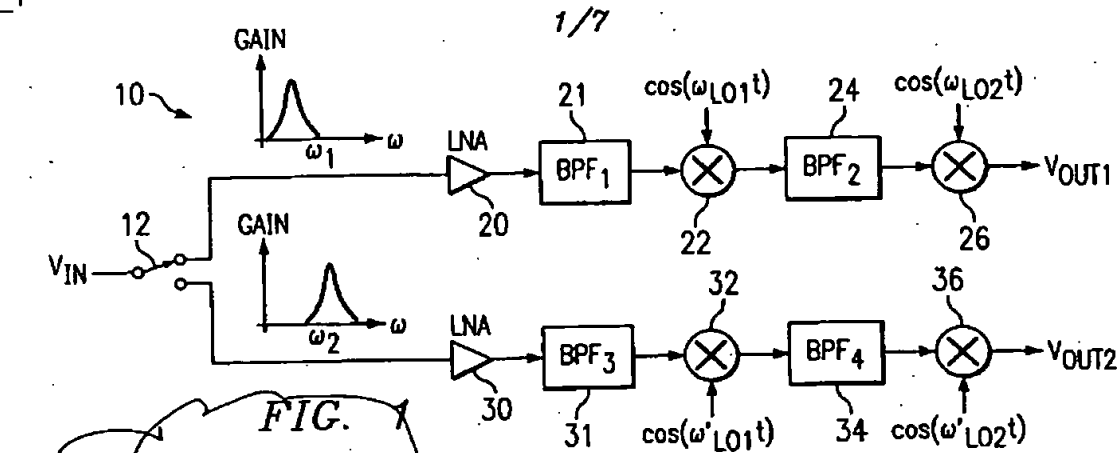 1/7
GAIN
10
ω
ω1
LNA
20
21
BPF1
cos(ωLO1t)
22
24
BPF2
cos(ωLO2t)
26
VOUT1
12
VIN
GAIN
ω
ω2
LNA
30
BPF3
31
32
cos(ω'LO1t)
BPF4
34
36
cos(ω'LO2t)
VOUT2
FIG. 1